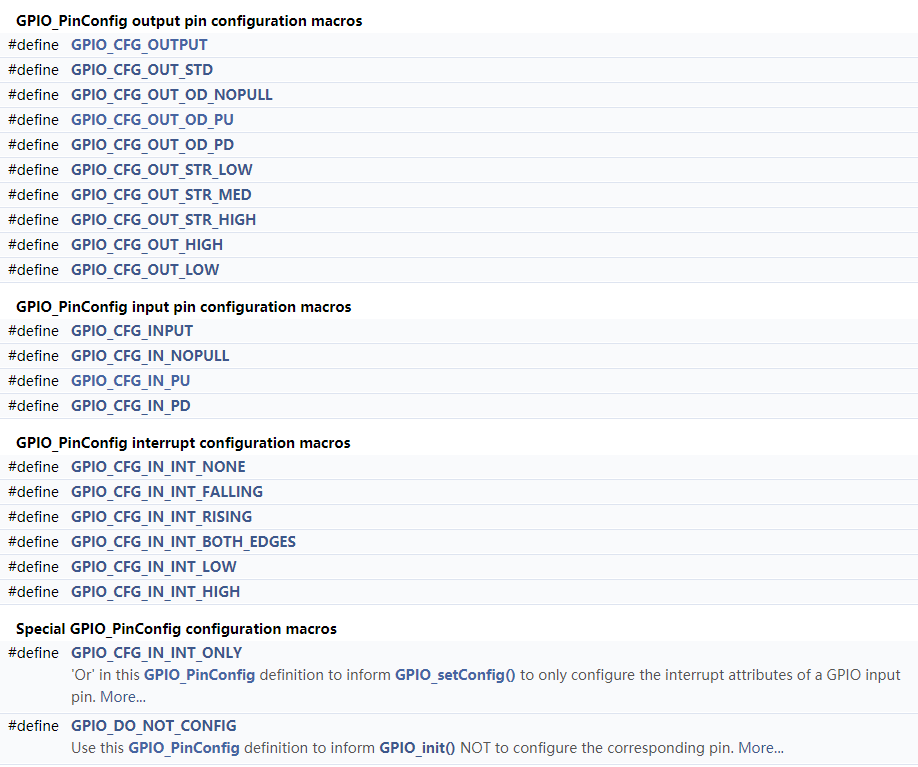 GPIO_PinConfig output pin configuration macros
#define GPIO_CFG_OUTPUT
#define GPIO_CFG_OUT_STD
#define GPIO_CFG_OUT_OD_NOPULL
#define GPIO_CFG_OUT_OD_PU
#define GPIO_CFG_OUT_OD_PD
#define GPIO_CFG_OUT_STR_LOW
#define GPIO_CFG_OUT_STR_MED
#define GPIO_CFG_OUT_STR_HIGH
#define GPIO_CFG_OUT_HIGH
#define GPIO_CFG_OUT_LOW
GPIO_PinConfig input pin configuration macros
#define GPIO_CFG_INPUT
#define GPIO_CFG_IN_NOPULL
#define GPIO_CFG_IN_PU
#define GPIO_CFG_IN_PD
GPIO_PinConfig interrupt configuration macros
#define GPIO_CFG_IN_INT_NONE
#define GPIO_CFG_IN_INT_FALLING
#define GPIO_CFG_IN_INT_RISING
#define GPIO_CFG_IN_INT_BOTH_EDGES
#define GPIO_CFG_IN_INT_LOW
#define GPIO_CFG_IN_INT_HIGH
Special GPIO_PinConfig configuration macros
#define GPIO_CFG_IN_INT_ONLY
'Or' in this GPIO_PinConfig definition to inform GPIO_setConfig() to only configure the interrupt attributes of a GPIO input
pin. More...
#define GPIO_DO_NOT_CONFIG
Use this GPIO_PinConfig definition to inform GPIO_init() NOT to configure the corresponding pin. More...